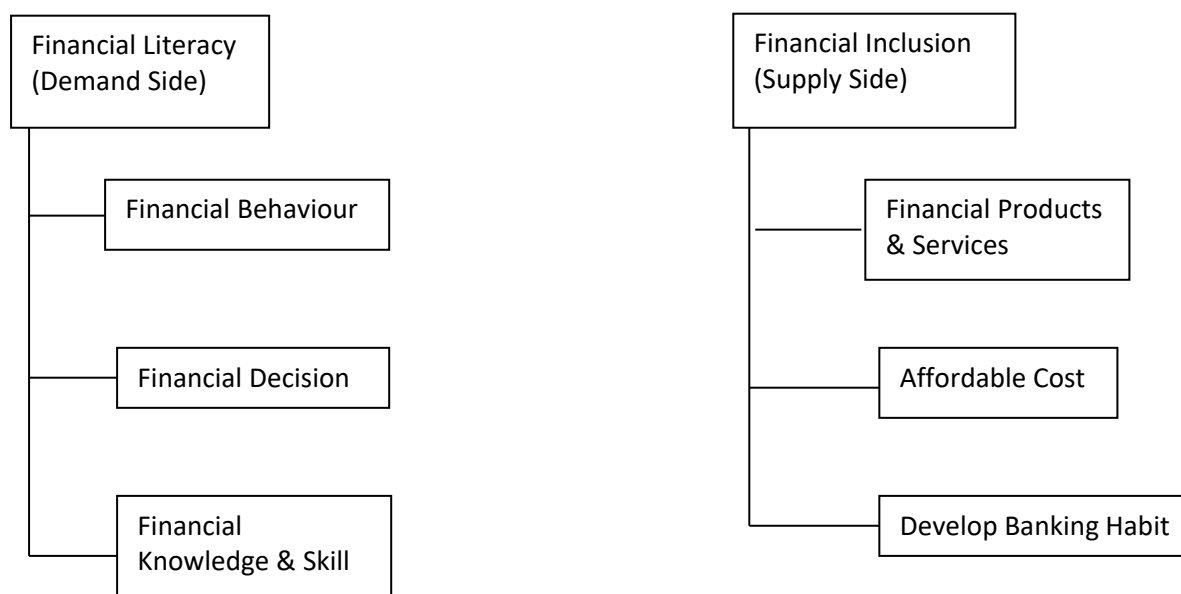 Financial Literacy
(Demand Side)
Financial Behaviour
Financial Decision
Financial
Knowledge & Skill
Financial Inclusion
(Supply Side)
Financial Products
& Services
Affordable Cost
Develop Banking Habit